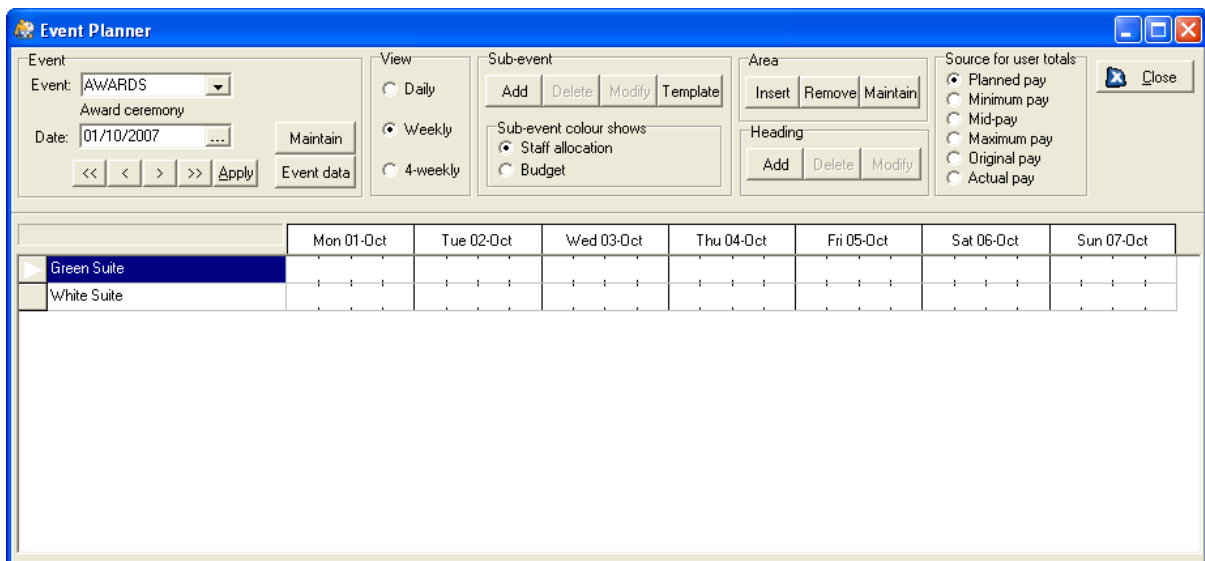 Event Planner
Event
Event: AWARDS
Award ceremony
Date: 01/10/2007 ...
Maintain
<< < > >> Apply
Event data
View
Daily
Weekly
4-weekly
Sub-event
Add Delete Modify Template
Sub-event colour shows
Staff allocation
Budget
Area
Insert Remove Maintain
Heading
Add Delete Modify
Source for user totals
Planned pay
Minimum pay
Mid-pay
Maximum pay
Original pay
Actual pay
Close
Mon 01-Oct Tue 02-Oct Wed 03-Oct Thu 04-Oct Fri 05-Oct Sat 06-Oct Sun 07-Oct
Green Suite
White Suite